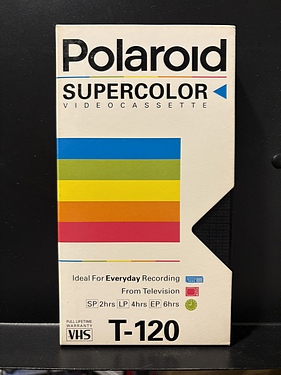 Polaroid
SUPERCOLOR
VIDEOCASSETTE
Ideal For Everyday Recording
From Television
SP 2hrs LP 4hrs EP 6hrs
FULL LIFETIME
WARRANTY
VHS T-120